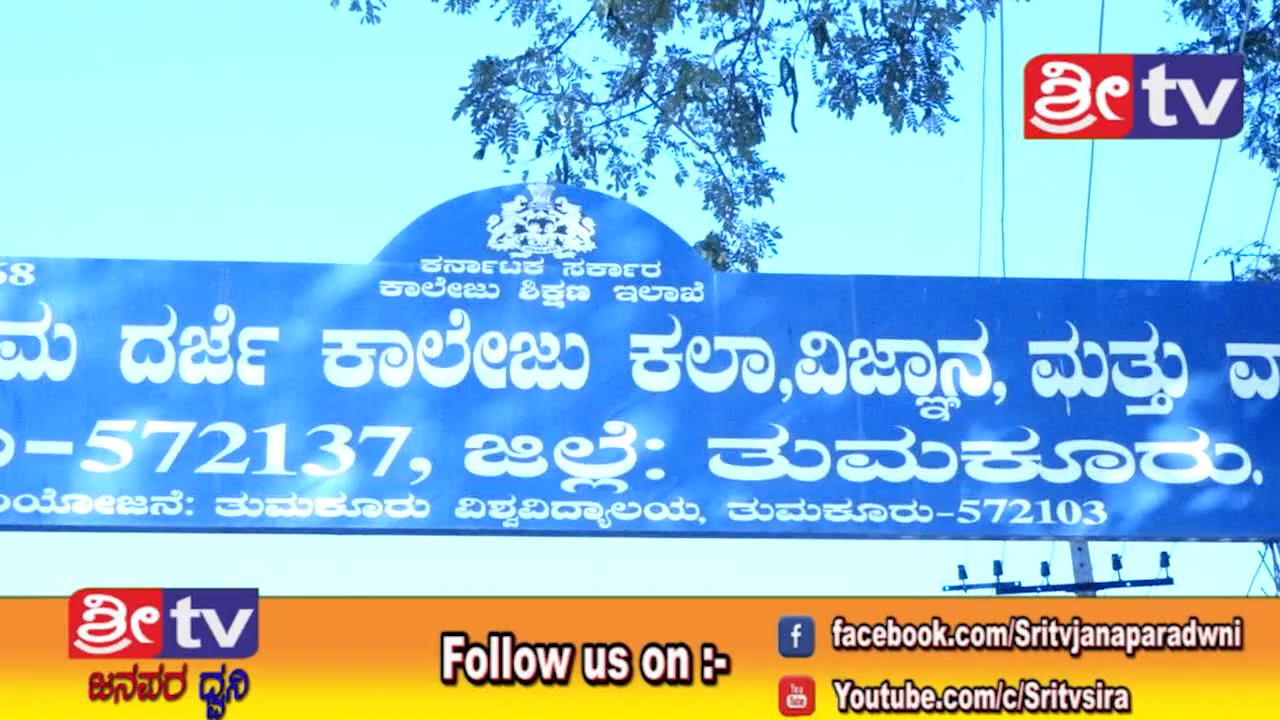 ಶ್ರೀ tv
ಕರ್ನಾಟಕ ಸರ್ಕಾರ
ಕಾಲೇಜು ಶಿಕ್ಷಣ ಇಲಾಖೆ
68
ಮ ದರ್ಜೆ ಕಾಲೇಜು ಕಲಾ,ವಿಜ್ಞಾನ, ಮತ್ತು ವಾ
-572137, ಜಿಲ್ಲೆ: ತುಮಕೂರು.
ಯೋಜನೆ: ತುಮಕೂರು ವಿಶ್ವವಿದ್ಯಾಲಯ, ತುಮಕೂರು-572103
ಶ್ರೀ tv
ಜನಪರ ಧ್ವನಿ
Follow us on :-
facebook.com/Sritvjanaparadwni
Youtube.com/c/Sritvsira